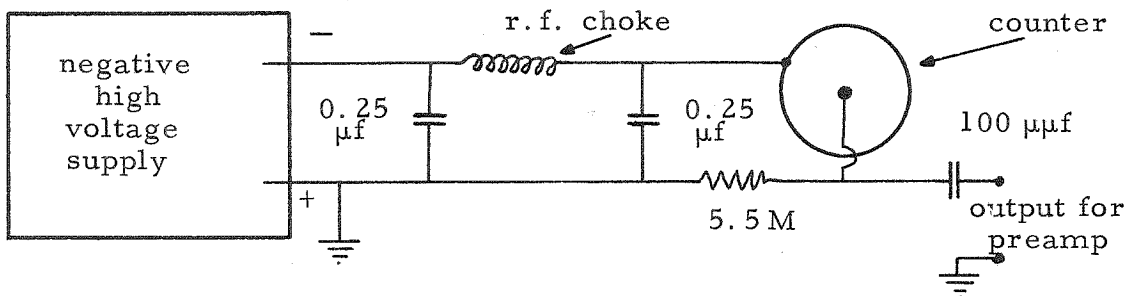 r.f. choke
counter
−
negative
high
voltage
supply
0.25
μf
0.25
μf
100 μμf
+
5.5 M
output for
preamp